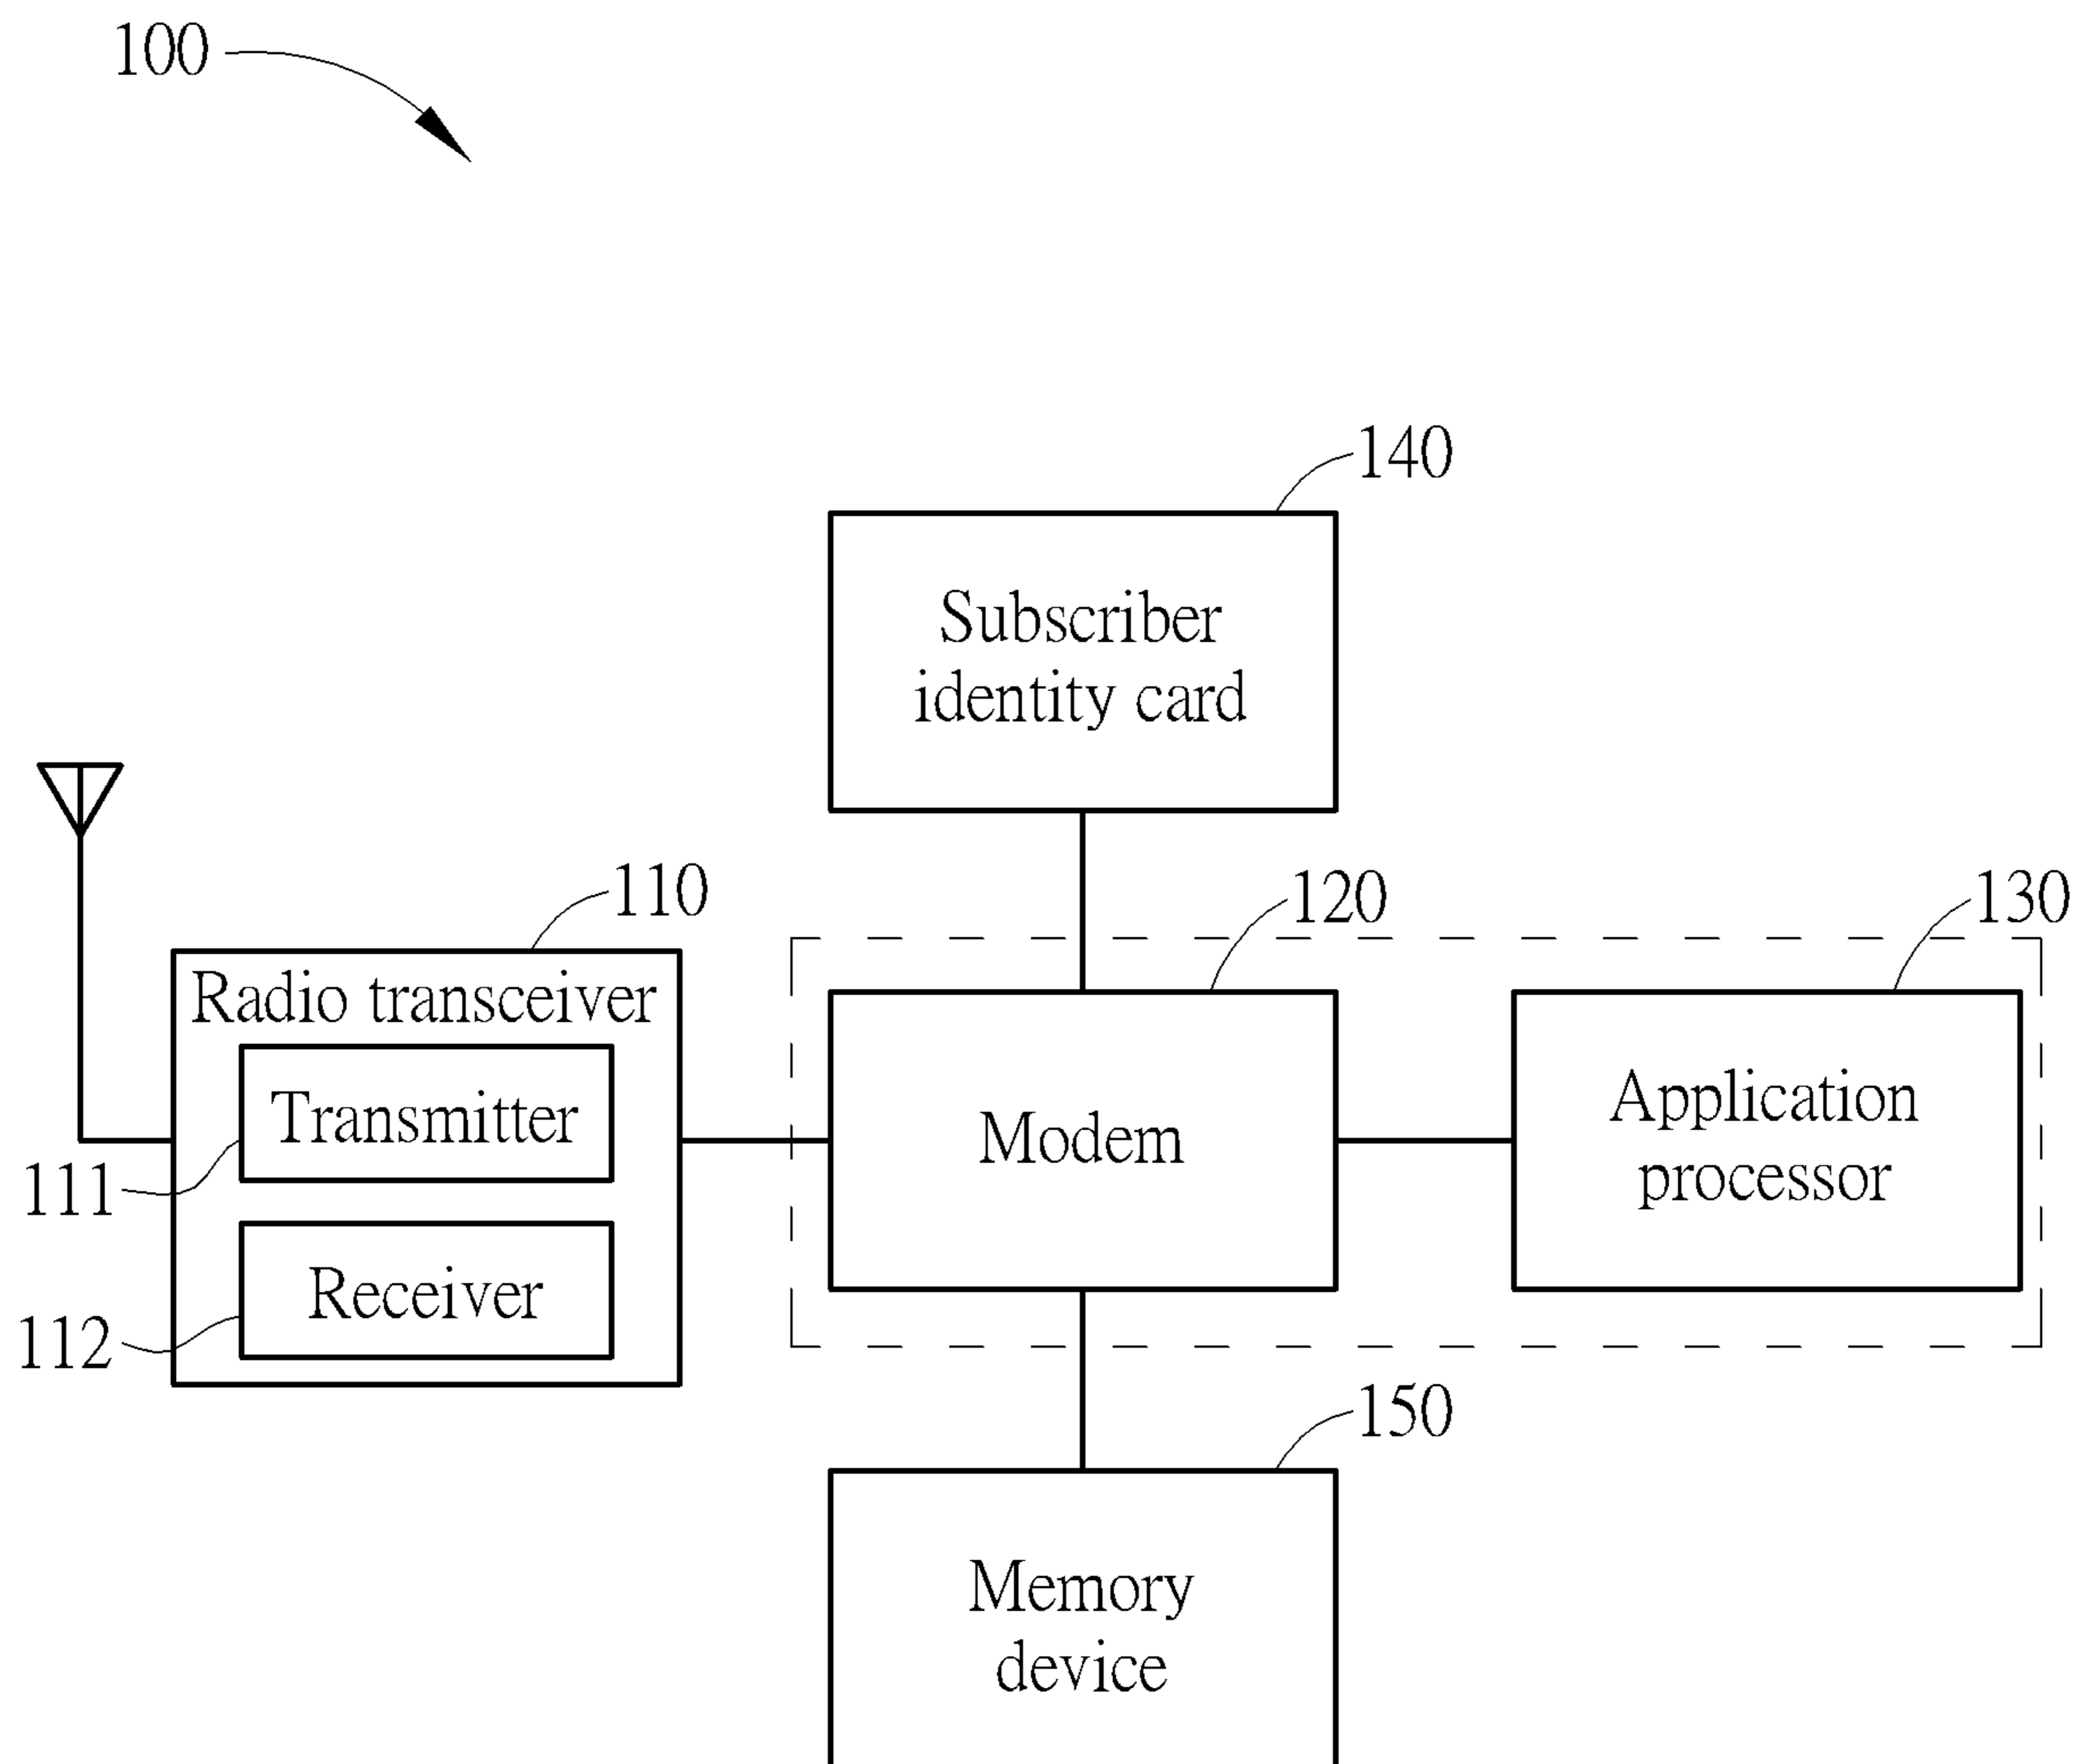 100
140
Subscriber
identity card
110
120
130
Radio transceiver
Transmitter
Modem
Application
processor
111
Receiver
112
150
Memory
device